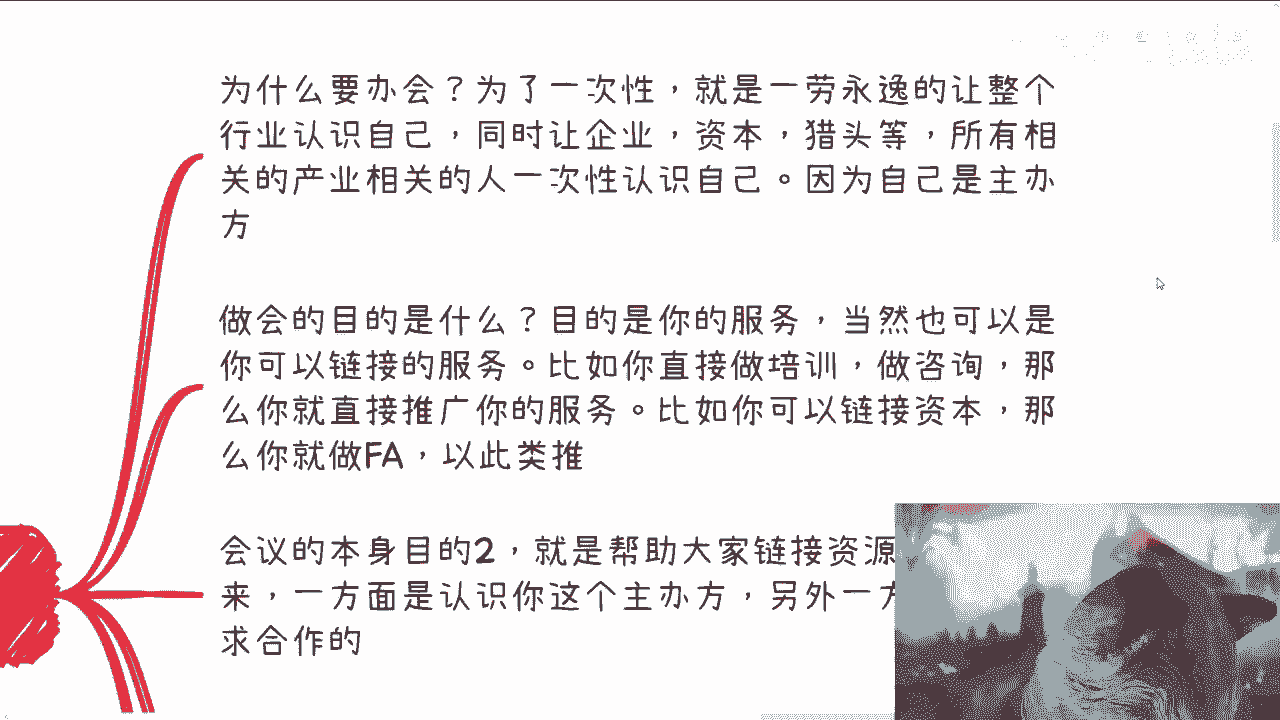 为什么要办会？为了一次性，就是一劳永逸的让整个
行业认识自己，同时让企业，资本，猎头等，所有相
关的产业相关的人一次性认识自己。因为自己是主办
方
做会的目的是什么？目的是你的服务，当然也可以是
你可以链接的服务。比如你直接做培训，做咨询，那
么你就直接推广你的服务。比如你可以链接资本，那
么你就做FA，以此类推
会议的本身目的2，就是帮助大家链接资源
来，一方面是认识你这个主办方，另外一方
求合作的